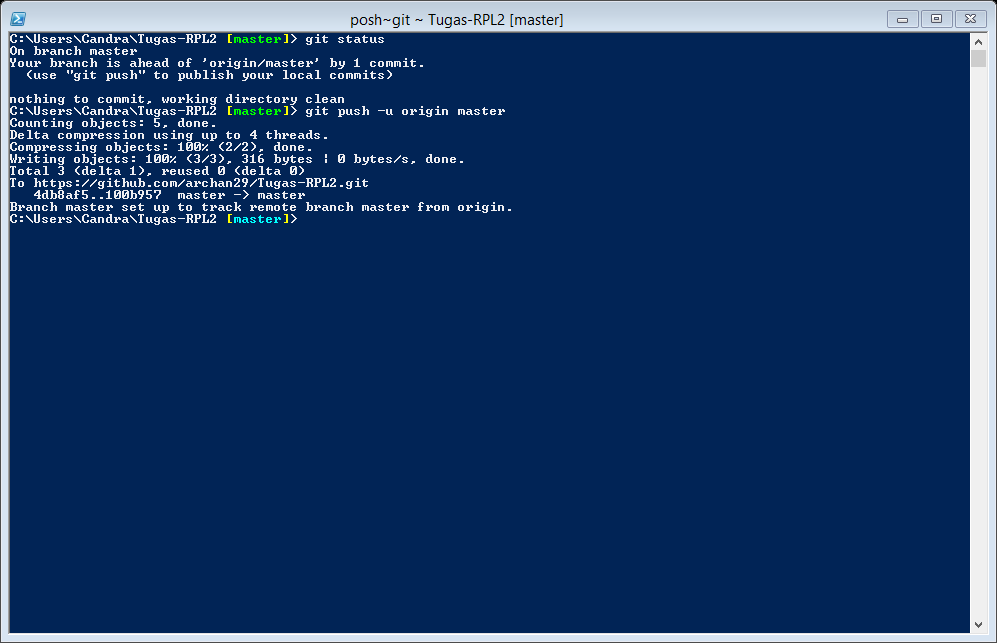 posh~git ~ Tugas-RPL2 [master]
C:\Users\Candra\Tugas-RPL2 [master]> git status
On branch master
Your branch is ahead of 'origin/master' by 1 commit.
  (use "git push" to publish your local commits)

nothing to commit, working directory clean
C:\Users\Candra\Tugas-RPL2 [master]> git push -u origin master
Counting objects: 5, done.
Delta compression using up to 4 threads.
Compressing objects: 100% (2/2), done.
Writing objects: 100% (3/3), 316 bytes ¦ 0 bytes/s, done.
Total 3 (delta 1), reused 0 (delta 0)
To https://github.com/archan29/Tugas-RPL2.git
   4db8af5..100b957  master -> master
Branch master set up to track remote branch master from origin.
C:\Users\Candra\Tugas-RPL2 [master]>